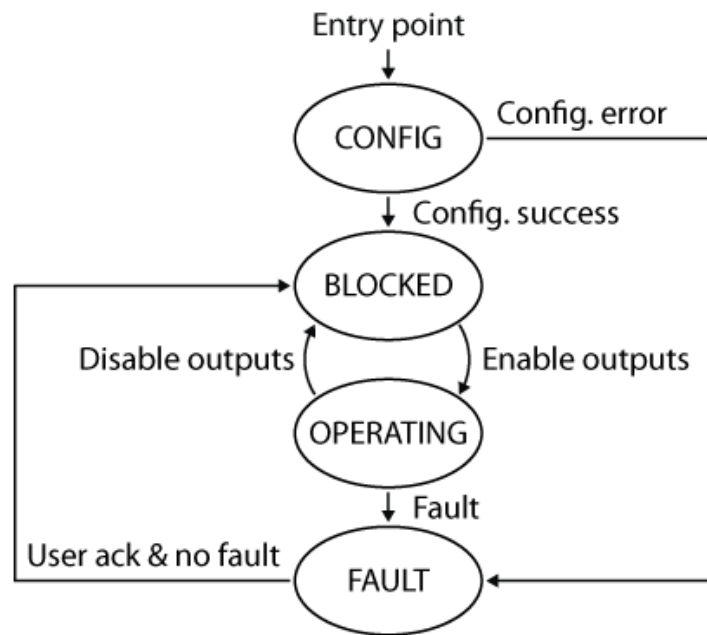 Entry point
CONFIG
Config. error
Config. success
BLOCKED
Disable outputs
Enable outputs
OPERATING
Fault
User ack & no fault
FAULT